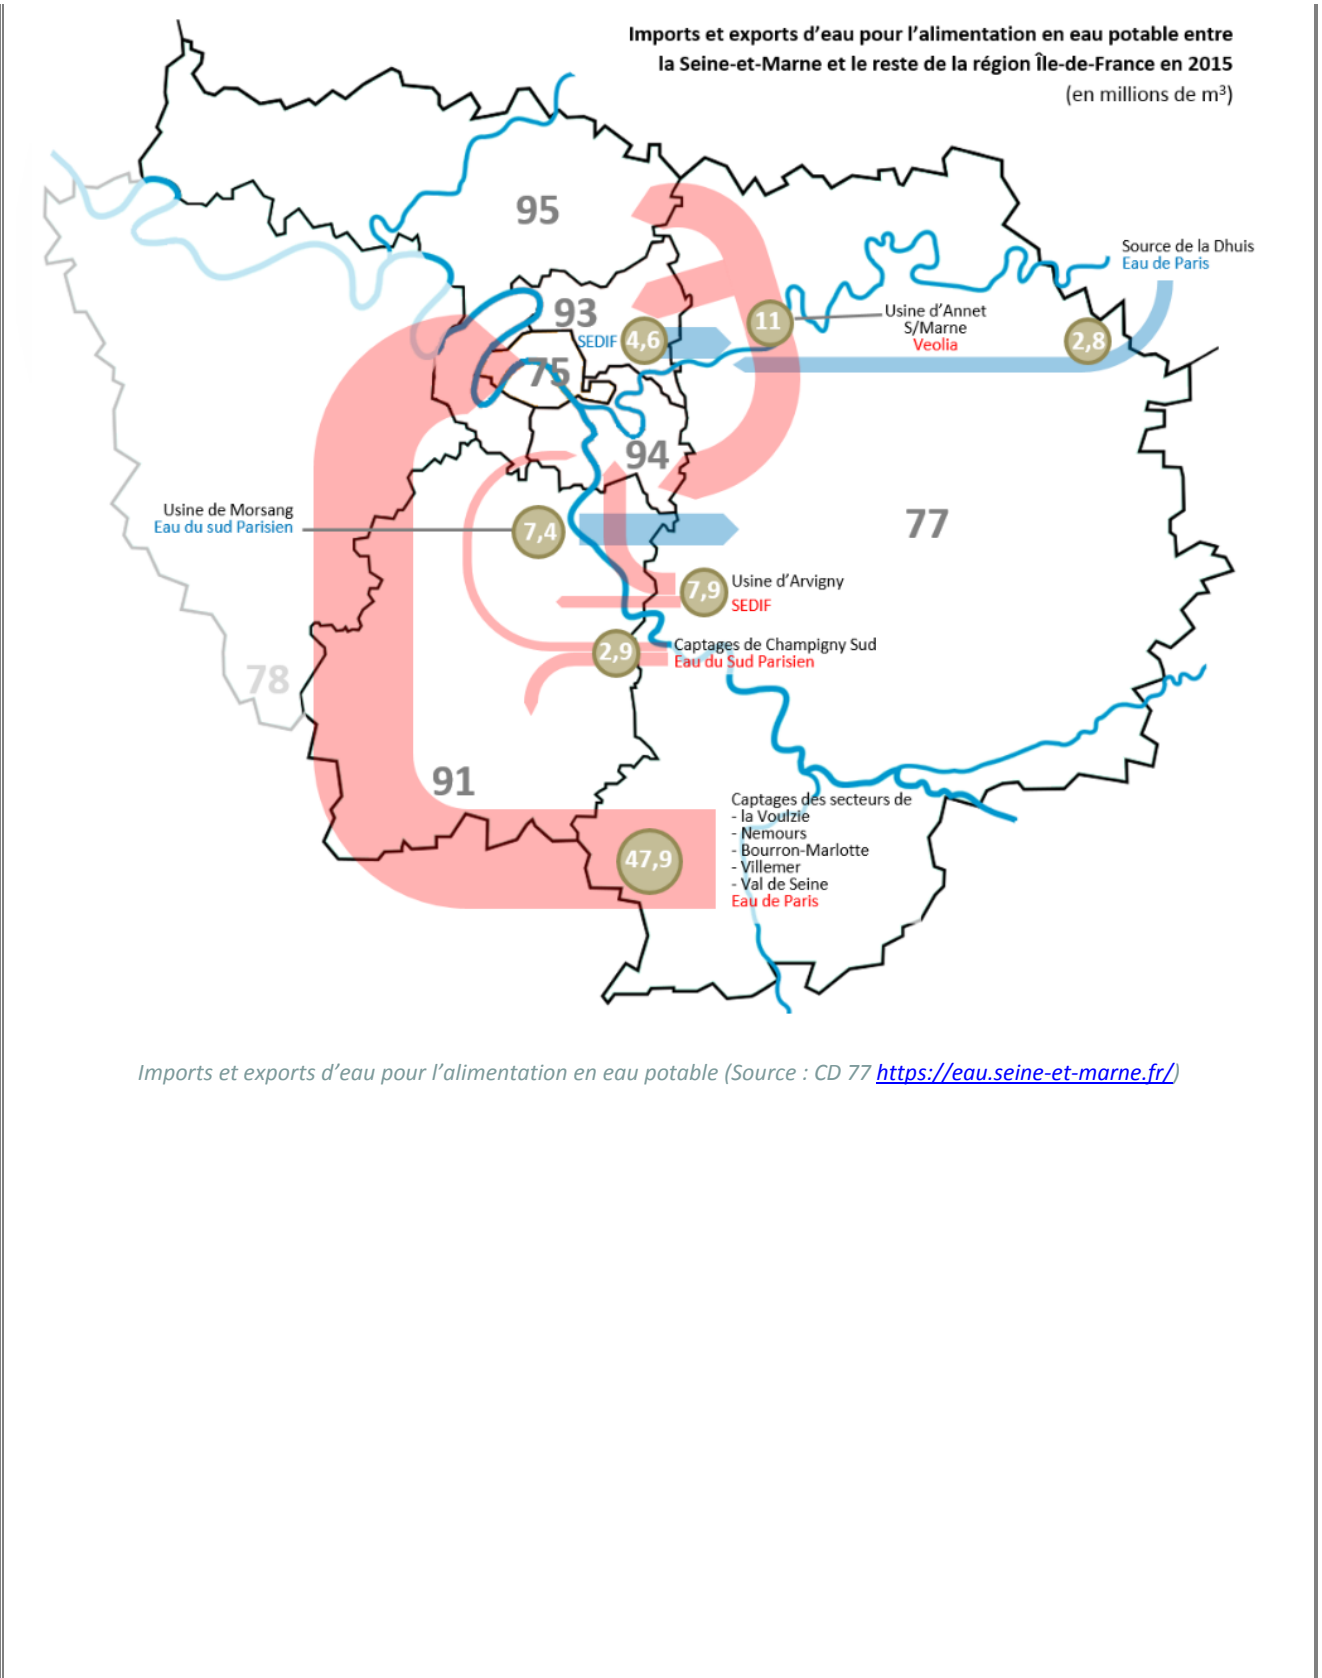 Imports et exports d’eau pour l’alimentation en eau potable entre
la Seine-et-Marne et le reste de la région Île-de-France en 2015
(en millions de m³)
95
Source de la Dhuis
Eau de Paris
93
Usine d’Annet
S/Marne
Veolia
11
SEDIF
4,6
2,8
75
94
Usine de Morsang
Eau du sud Parisien
7,4
77
7,9
Usine d’Arvigny
SEDIF
2,9
Captages de Champigny Sud
Eau du Sud Parisien
78
91
Captages des secteurs de
- la Voulzie
- Nemours
- Bourron-Marlotte
- Villemer
- Val de Seine
Eau de Paris
47,9
Imports et exports d’eau pour l’alimentation en eau potable (Source : CD 77 https://eau.seine-et-marne.fr/)